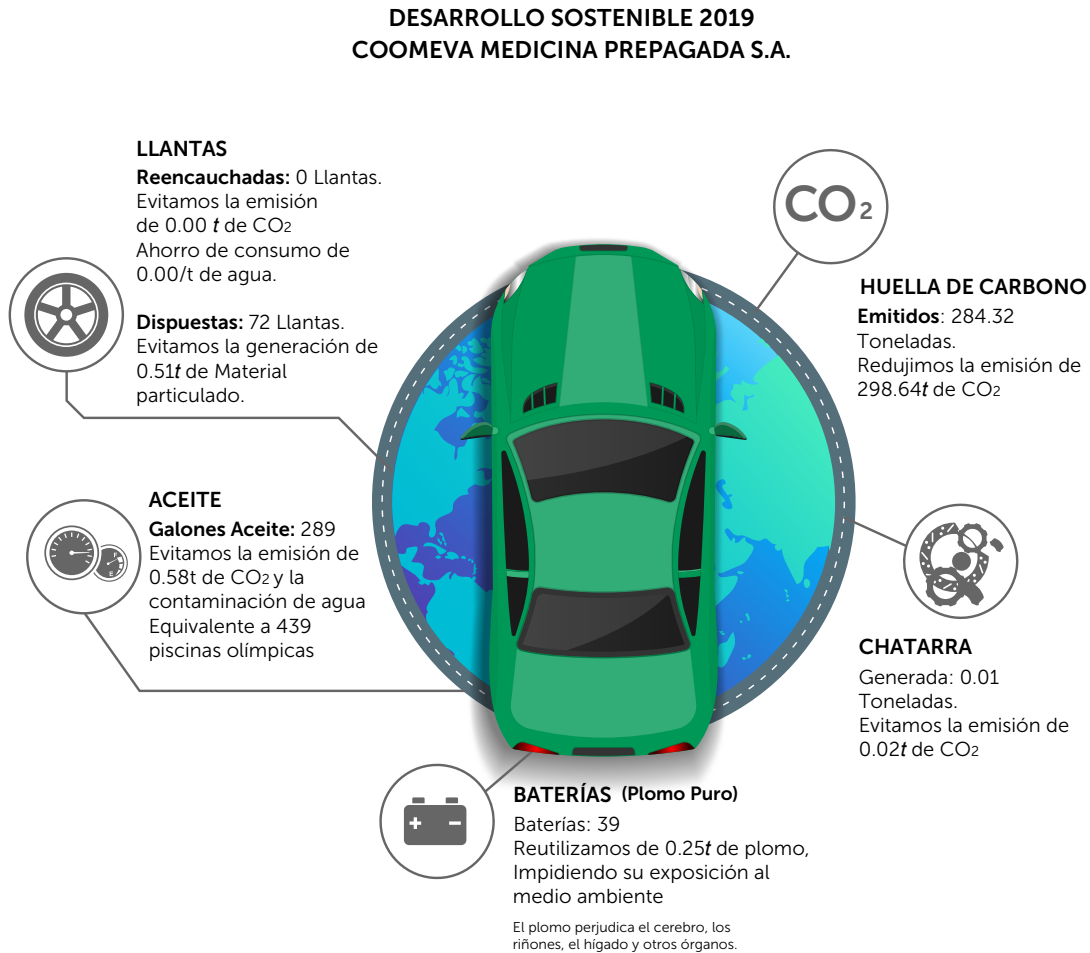 DESARROLLO SOSTENIBLE 2019
COOMEVA MEDICINA PREPAGADA S.A.
LLANTAS
Reencauchadas: 0 Llantas.
Evitamos la emisión
de 0.00 t de CO2
Ahorro de consumo de
0.00/t de agua.
Dispuestas: 72 Llantas.
Evitamos la generación de
0.51t de Material
particulado.
CO2
HUELLA DE CARBONO
Emitidos: 284.32
Toneladas.
Redujimos la emisión de
298.64t de CO2
ACEITE
Galones Aceite: 289
Evitamos la emisión de
0.58t de CO2 y la
contaminación de agua
Equivalente a 439
piscinas olímpicas
CHATARRA
Generada: 0.01
Toneladas.
Evitamos la emisión de
0.02t de CO2
BATERÍAS (Plomo Puro)
Baterías: 39
Reutilizamos de 0.25t de plomo,
Impidiendo su exposición al
medio ambiente
El plomo perjudica el cerebro, los
riñones, el hígado y otros órganos.